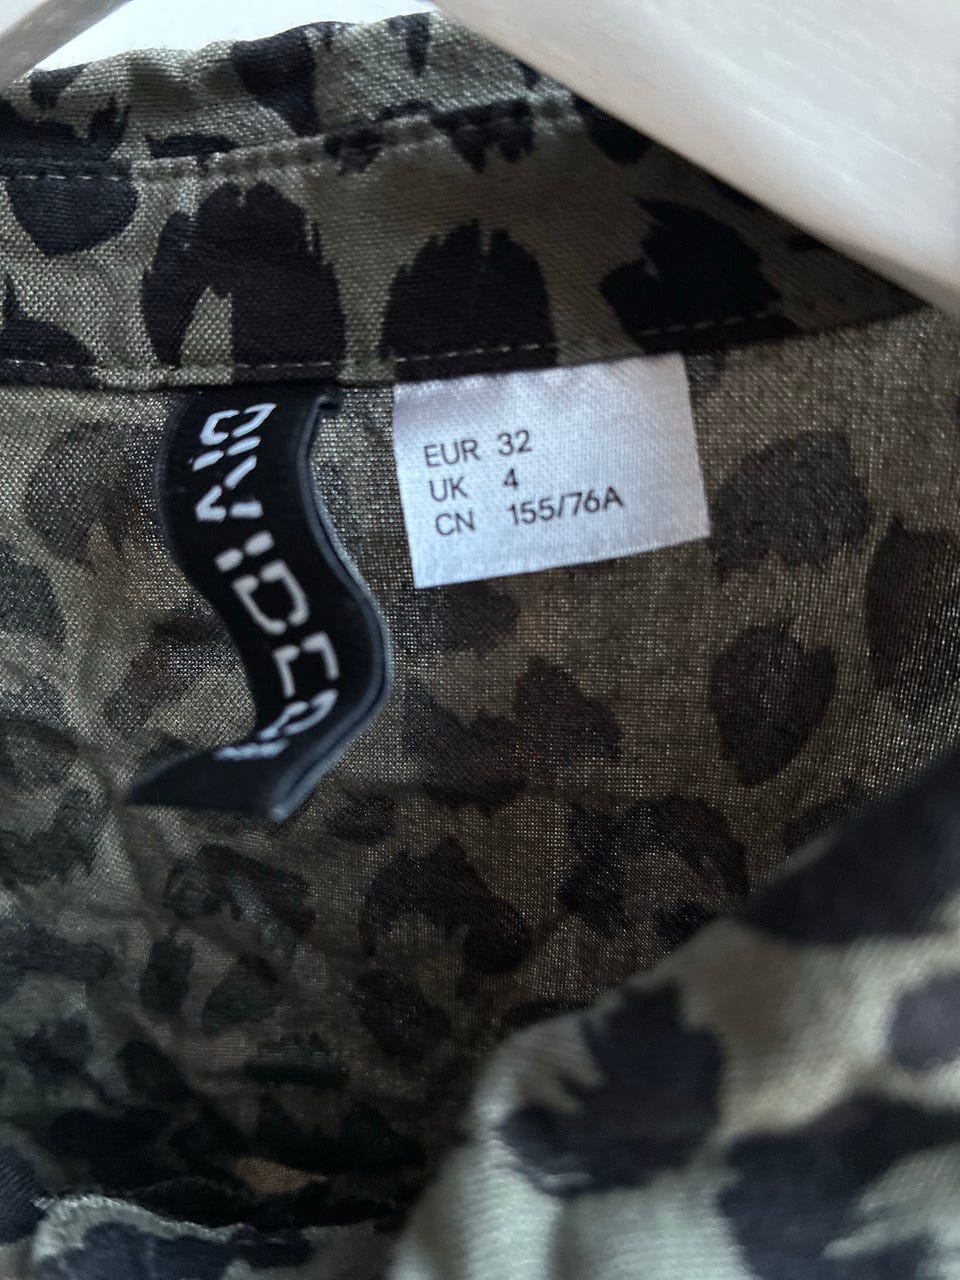 DIVIDED
EUR 32
UK 4
CN 155/76A